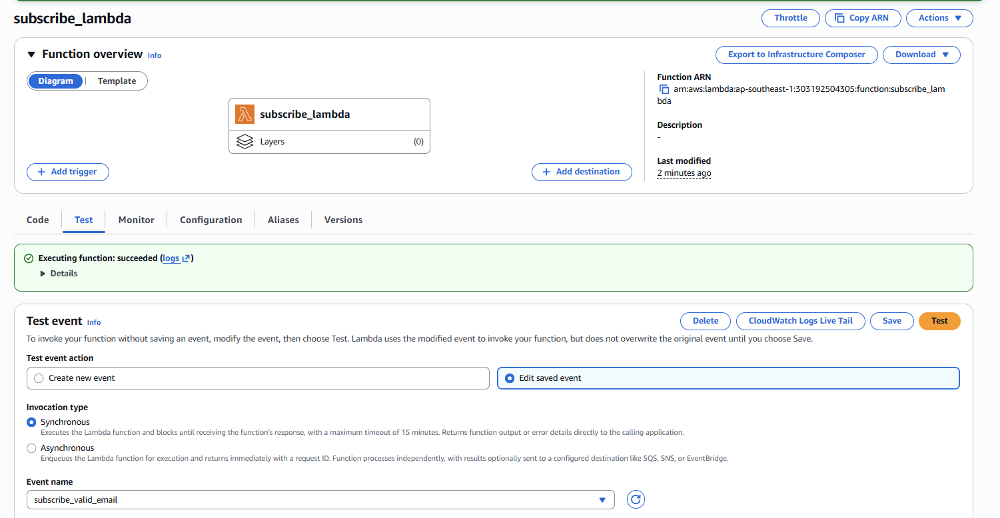 subscribe_lambda
Throttle
Copy ARN
Actions
Function overview Info
Export to Infrastructure Composer
Download
Diagram
Template
subscribe_lambda
Layers
(0)
Add trigger
Add destination
Function ARN
arn:aws:lambda:ap-southeast-1:303192504305:function:subscribe_lam
bda
Description
-
Last modified
2 minutes ago
Code
Test
Monitor
Configuration
Aliases
Versions
Executing function: succeeded (logs)
Details
Test event Info
Delete
CloudWatch Logs Live Tail
Save
Test
To invoke your function without saving an event, modify the event, then choose Test. Lambda uses the modified event to invoke your function, but does not overwrite the original event until you choose Save.
Test event action
Create new event
Edit saved event
Invocation type
Synchronous
Executes the Lambda function and blocks until receiving the function's response, with a maximum timeout of 15 minutes. Returns function output or error details directly to the calling application.
Asynchronous
Enqueues the Lambda function for execution and returns immediately with a request ID. Function processes independently, with results optionally sent to a configured destination like SQS, SNS, or EventBridge.
Event name
subscribe_valid_email